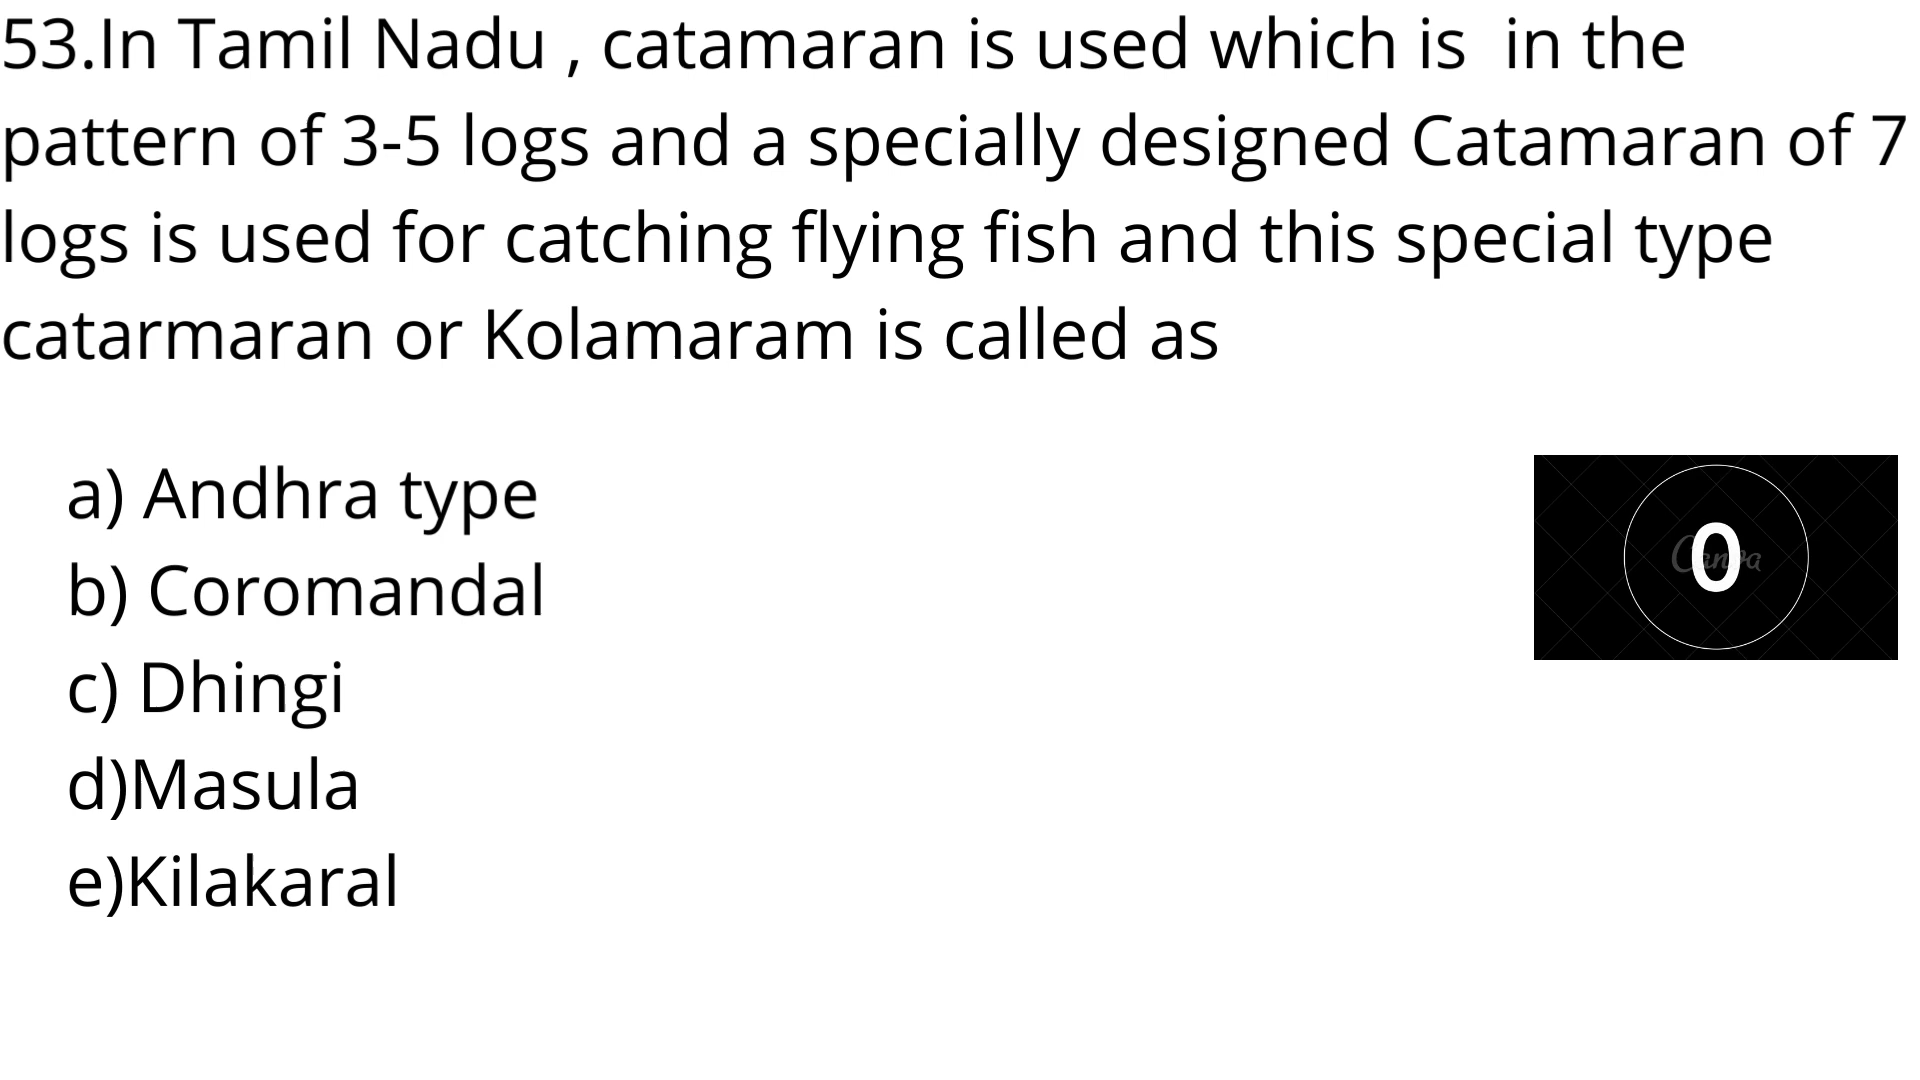 53.In Tamil Nadu , catamaran is used which is  in the
pattern of 3-5 logs and a specially designed Catamaran of 7
logs is used for catching flying fish and this special type
catarmaran or Kolamaram is called as
a) Andhra type
b) Coromandal
c) Dhingi
d)Masula
e)Kilakaral
0
Canva